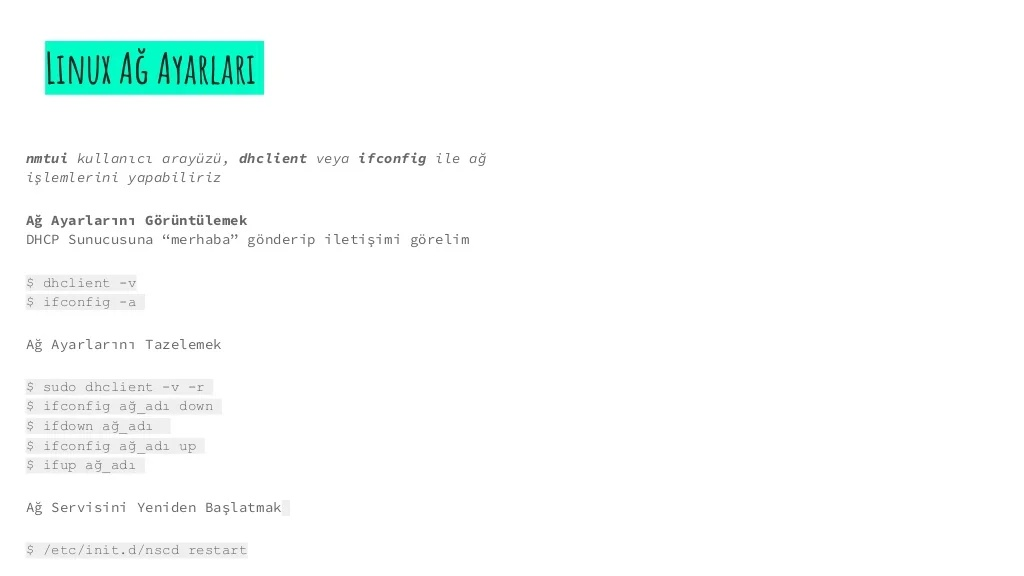 Linux Ağ Ayarları
nmtui kullanıcı arayüzü, dhclient veya ifconfig ile ağ
işlemlerini yapabiliriz
Ağ Ayarlarını Görüntülemek
DHCP Sunucusuna “merhaba” gönderip iletişimi görelim
$ dhclient -v
$ ifconfig -a
Ağ Ayarlarını Tazelemek
$ sudo dhclient -v -r
$ ifconfig ağ_adı down
$ ifdown ağ_adı
$ ifconfig ağ_adı up
$ ifup ağ_adı
Ağ Servisini Yeniden Başlatmak
$ /etc/init.d/nscd restart